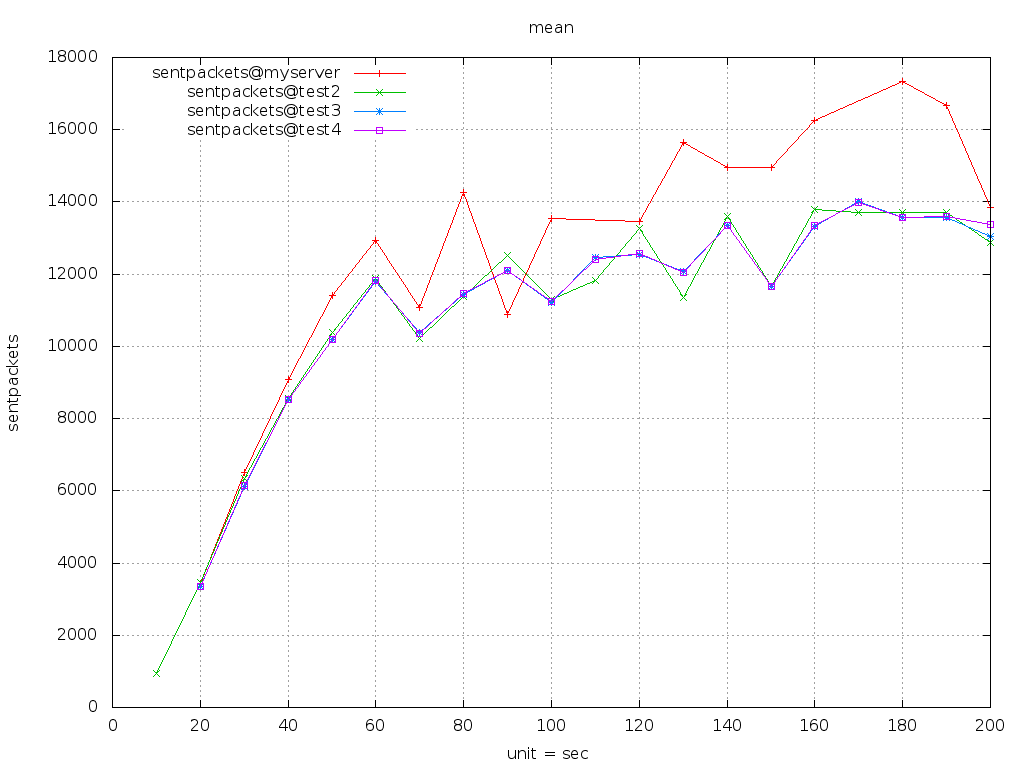 mean
18000
16000
14000
12000
10000
8000
6000
4000
2000
0
sentpackets@myserver
sentpackets@test2
sentpackets@test3
sentpackets@test4
sentpackets
0 20 40 60 80 100 120 140 160 180 200
unit = sec